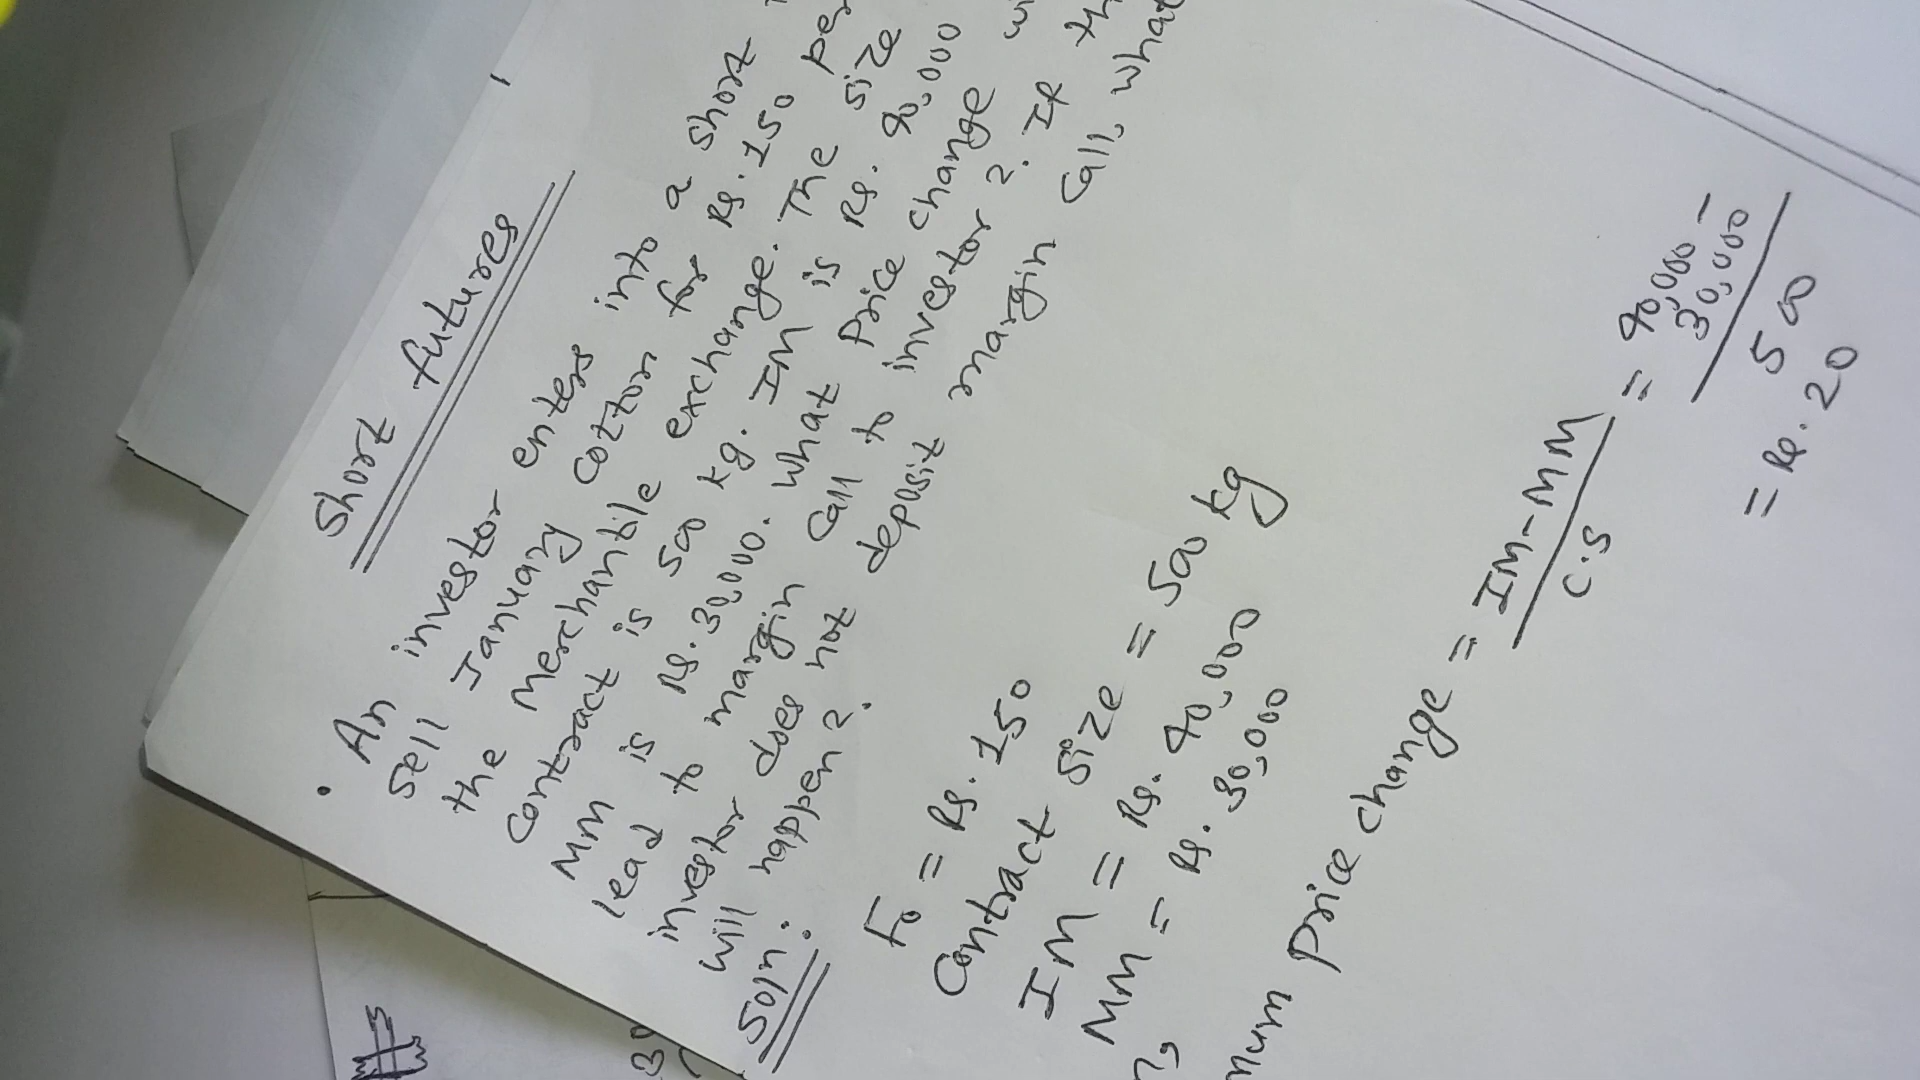 Short futures
• An investor enters into a short
sell January cotton for Rs. 150 per
the Merchantile exchange. The size
contract is 500 kg. IM is Rs. 40,000
MM is Rs. 30,000. What price change
lead to margin call to investor? If
investor does not deposit margin call, what
will happen?
Soln:
F0 = Rs. 150
Contract size = 500 kg
IM = Rs. 40,000
MM = Rs. 30,000
Price change = IM-MM / C.S = 40,000 - 30,000 / 500
= Rs. 20